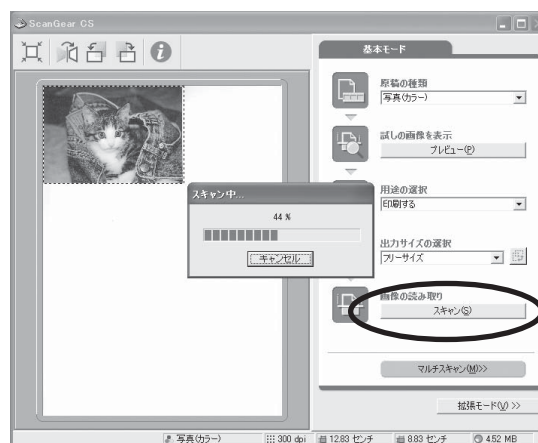 ScanGear CS
基本モード
原稿の種類
写真(カラー)
試しの画像を表示
プレビュー(P)
用途の選択
印刷する
出力サイズの選択
フリーサイズ
画像の読み取り
スキャン(S)
マルチスキャン(M)>>
拡張モード(V) >>
スキャン中...
44 %
キャンセル
写真(カラー)
300 dpi
12.83 センチ
8.83 センチ
4.52 MB